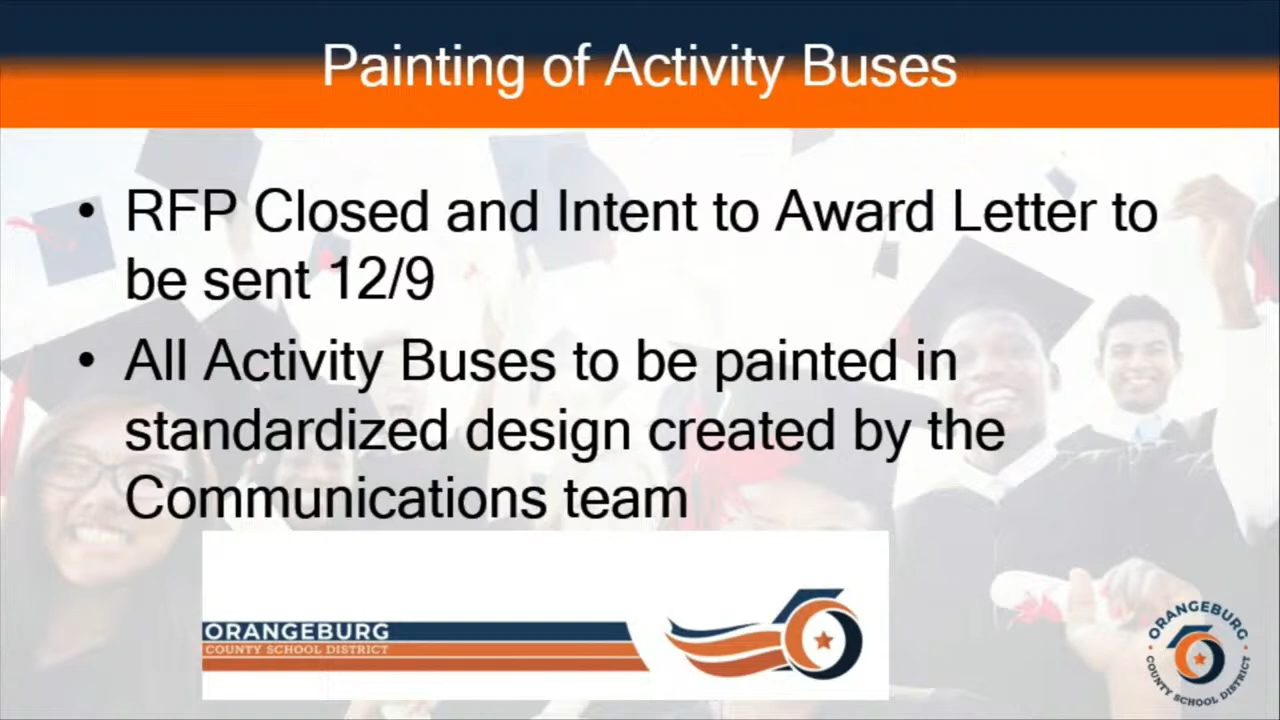 Painting of Activity Buses
• RFP Closed and Intent to Award Letter to
be sent 12/9
• All Activity Buses to be painted in
standardized design created by the
Communications team
ORANGEBURG
COUNTY SCHOOL DISTRICT
ORANGEBURG
COUNTY SCHOOL DISTRICT